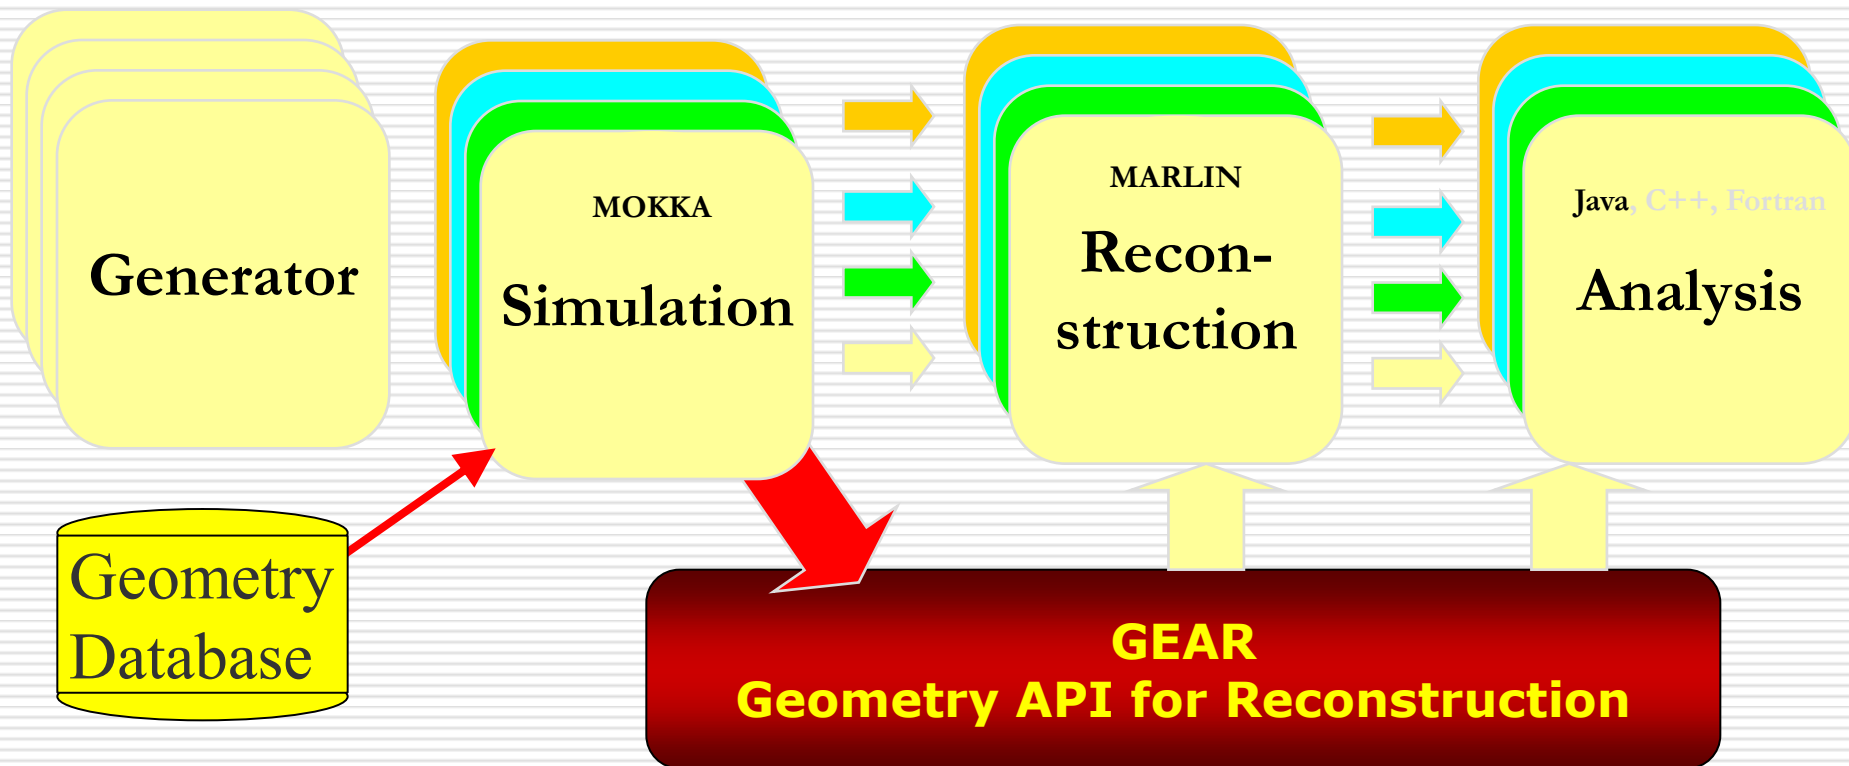 Generator
MOKKA
Simulation
MARLIN
Recon-
struction
Java, C++, Fortran
Analysis
Geometry
Database
GEAR
Geometry API for Reconstruction